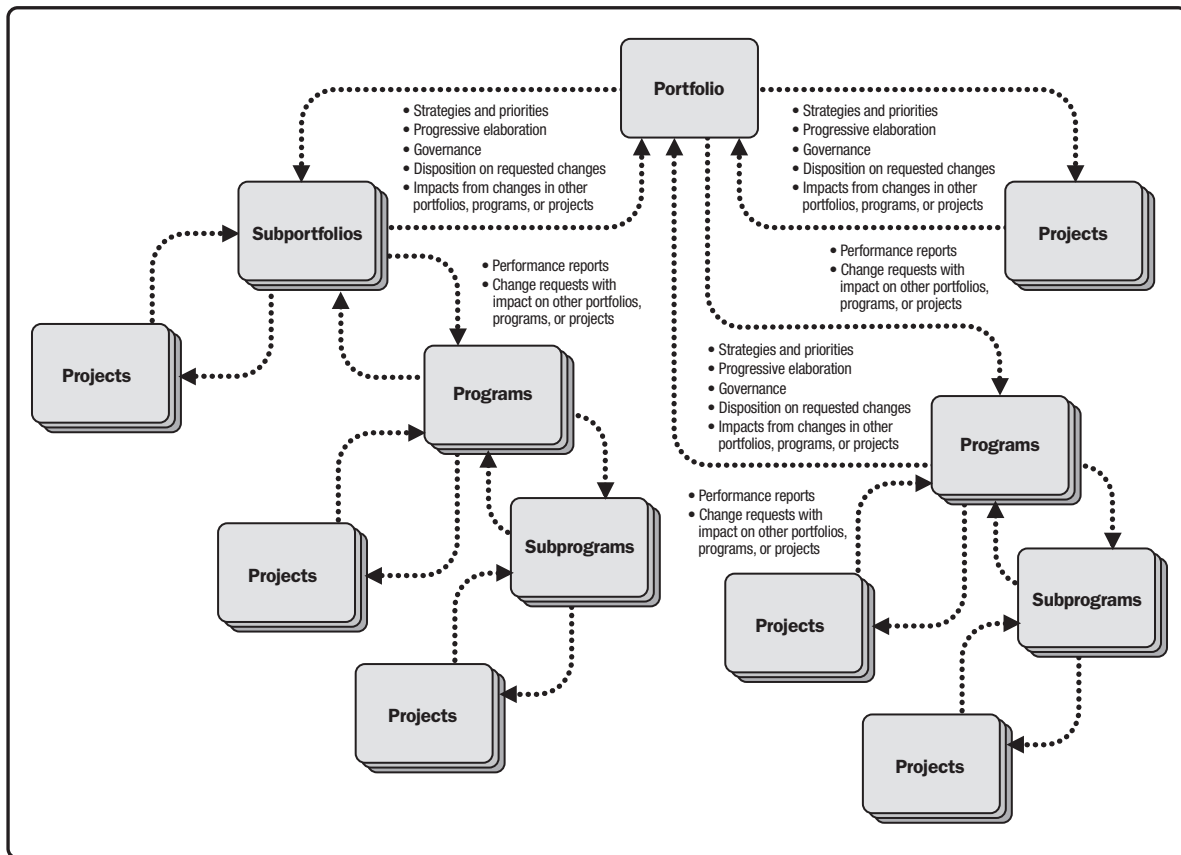 Portfolio
• Strategies and priorities
• Progressive elaboration
• Governance
• Disposition on requested changes
• Impacts from changes in other
portfolios, programs, or projects
• Strategies and priorities
• Progressive elaboration
• Governance
• Disposition on requested changes
• Impacts from changes in other
portfolios, programs, or projects
Subportfolios
Projects
• Performance reports
• Change requests with
impact on other portfolios,
programs, or projects
• Performance reports
• Change requests with
impact on other portfolios,
programs, or projects
Projects
Programs
• Strategies and priorities
• Progressive elaboration
• Governance
• Disposition on requested changes
• Impacts from changes in other
portfolios, programs, or projects
Programs
• Performance reports
• Change requests with
impact on other portfolios,
programs, or projects
Projects
Subprograms
Projects
Subprograms
Projects
Projects